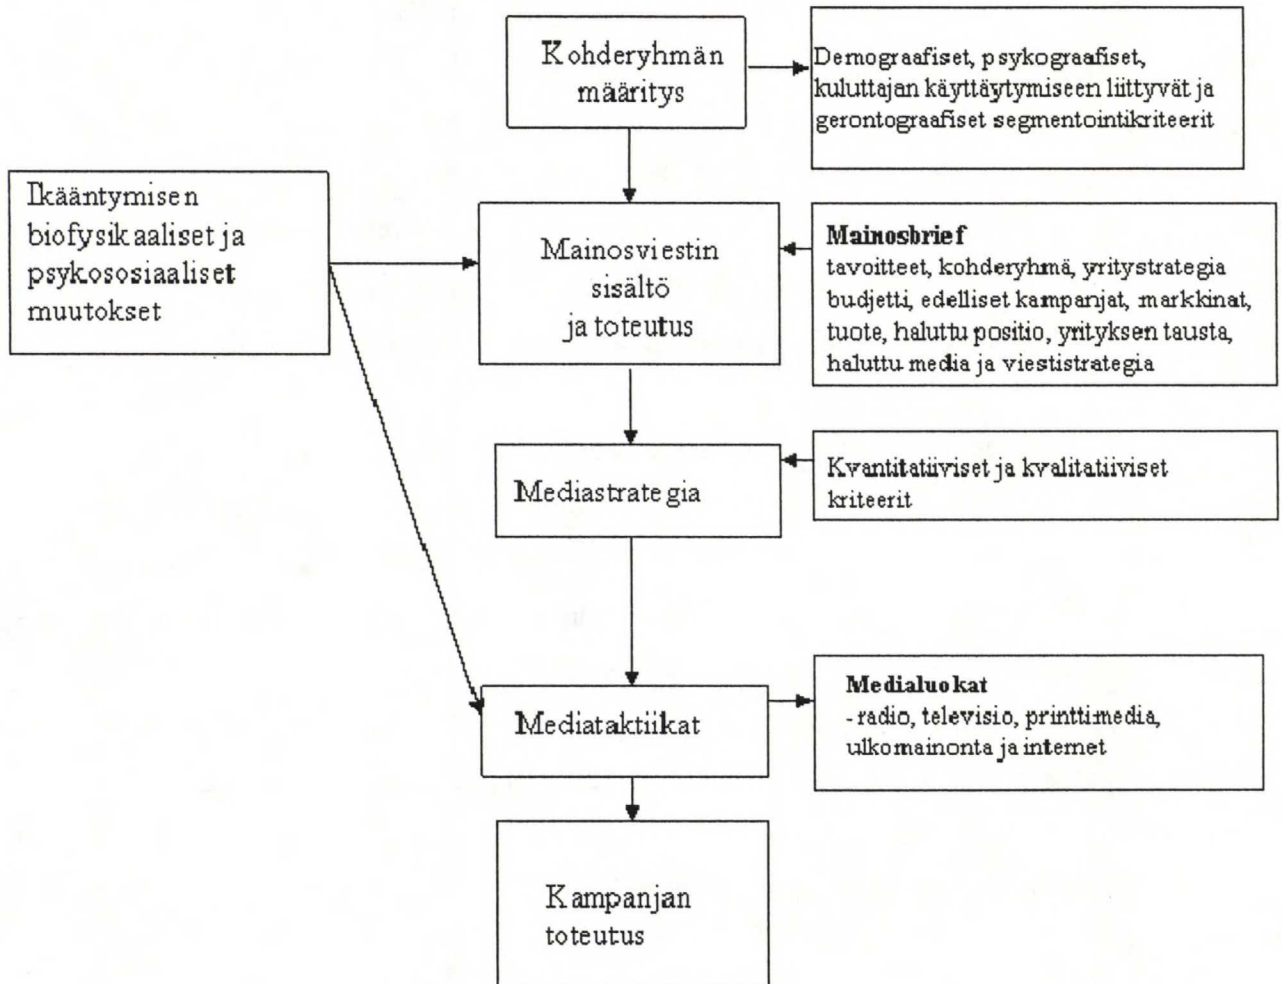 Kohderyhmän
määritys
Demograafiset, psykograafiset,
kuluttajan käyttäytymiseen liittyvät ja
gerontograafiset segmentointikriteerit
Ikääntymisen
biofysikaaliset ja
psykososiaaliset
muutokset
Mainosviestin
sisältö
ja toteutus
Mainosbrief
tavoitteet, kohderyhmä, yritystrategia
budjetti, edelliset kampanjat, markkinat,
tuote, haluttu positio, yrityksen tausta,
haluttu media ja viestistrategia
Mediastrategia
Kvantitatiiviset ja kvalitatiiviset
kriteerit
Mediataktiikat
Medialuokat
-radio, televisio, printtimedia,
ulkomainonta ja internet
Kampanjan
toteutus